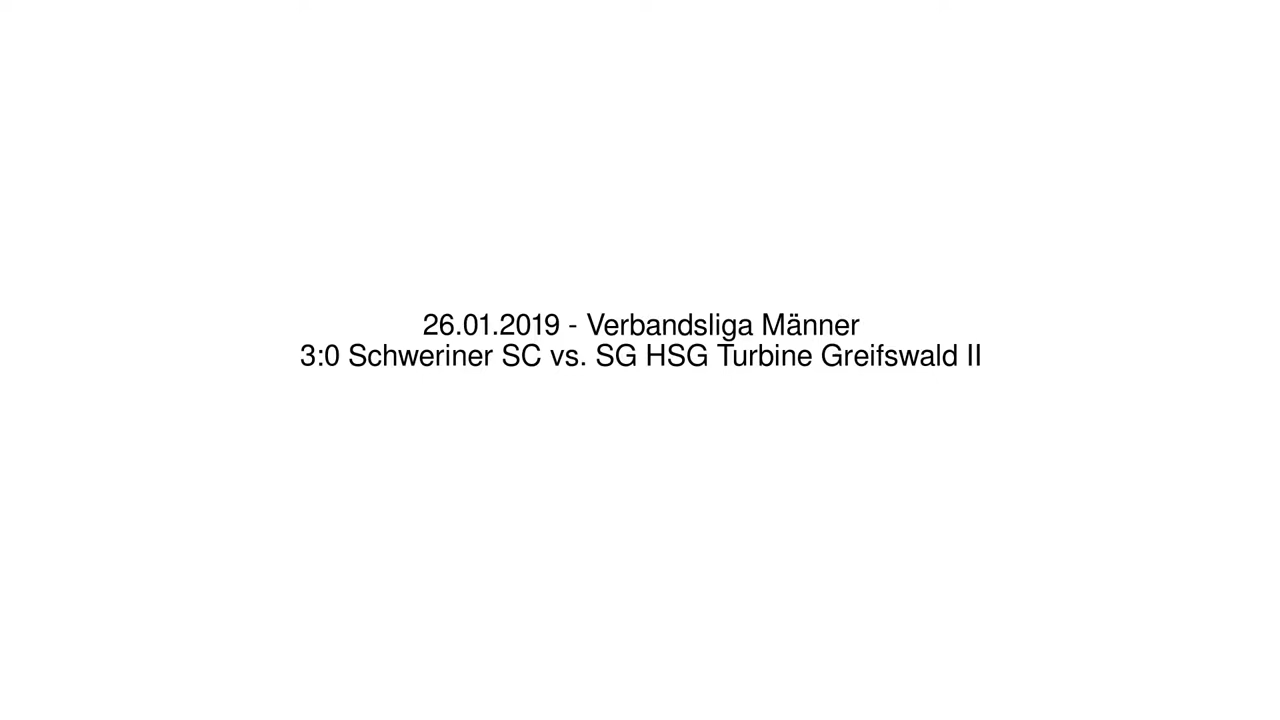 26.01.2019 - Verbandsliga Männer
3:0 Schweriner SC vs. SG HSG Turbine Greifswald II